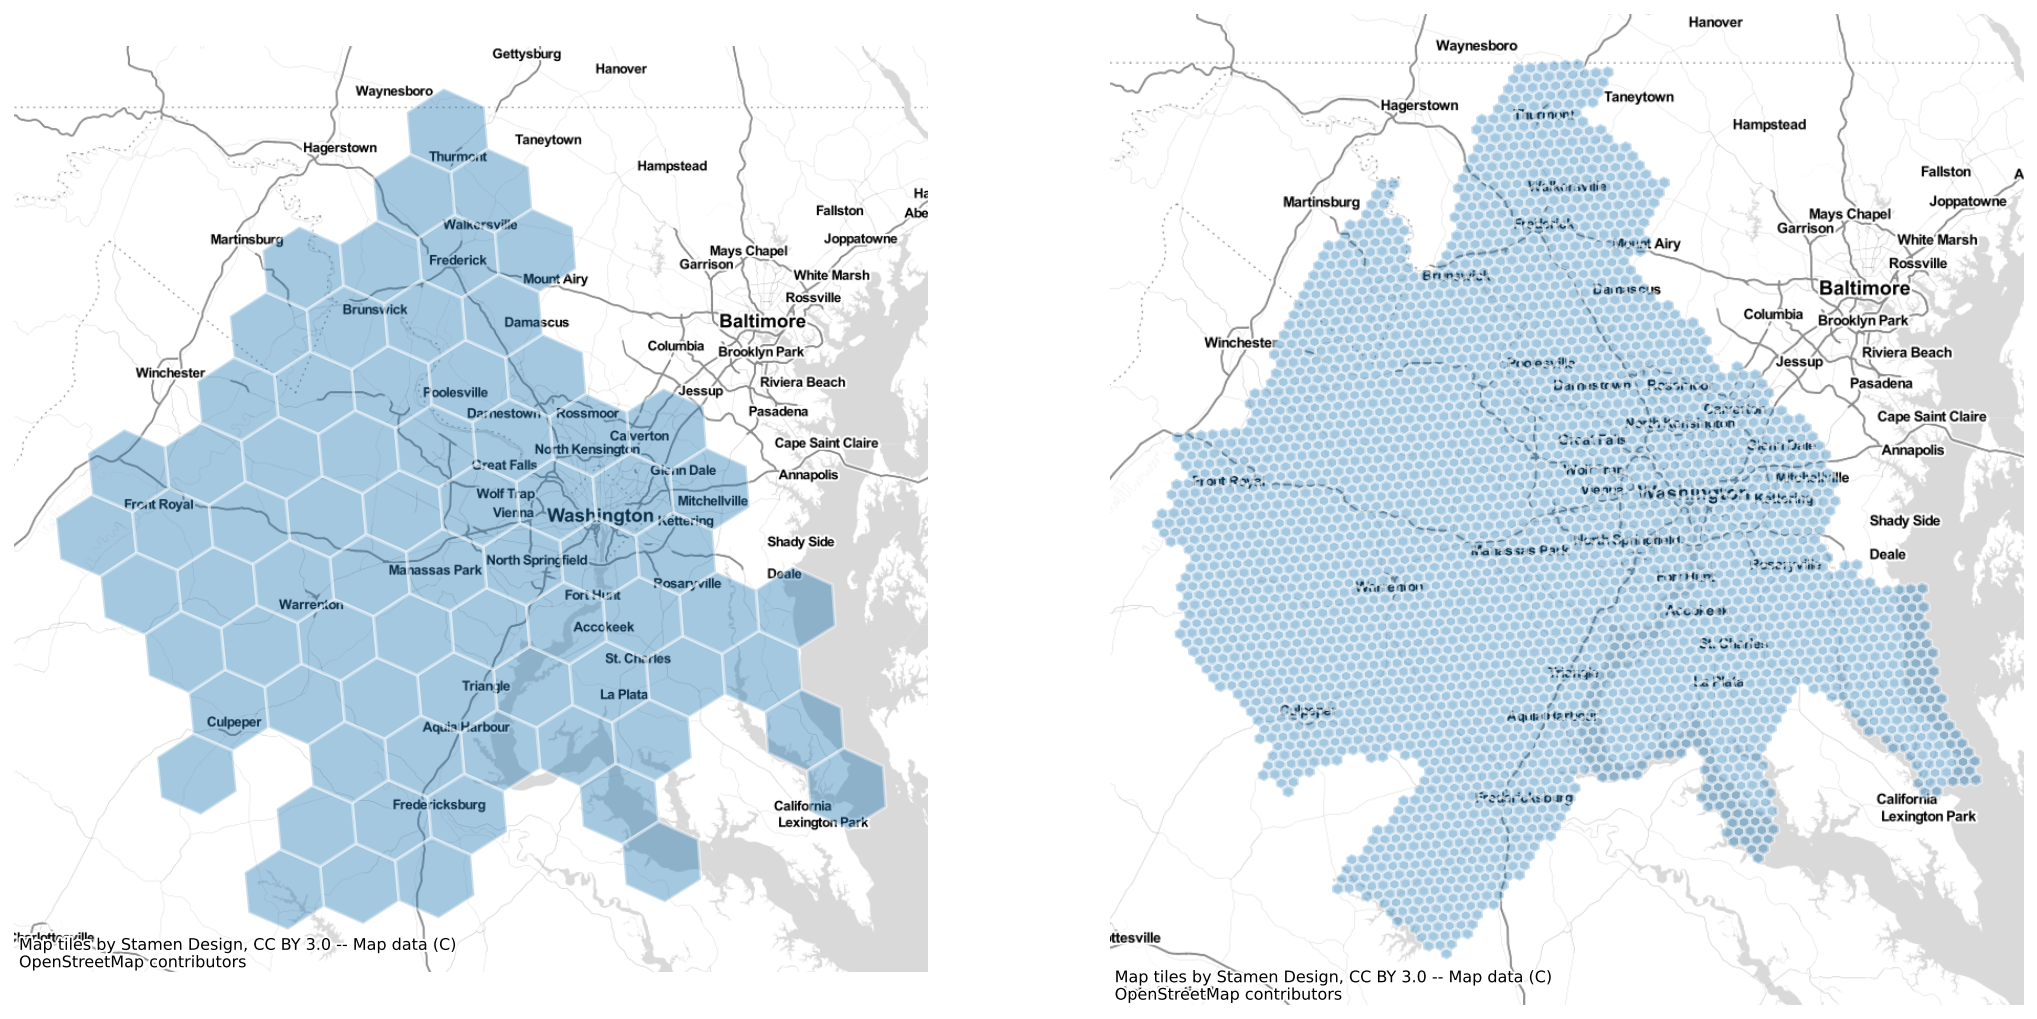 Gettysburg
Hanover
Waynesboro
Taneytown
Hagerstown
Thurmont
Hampstead
Fallston
Ha
Abe
Walkersville
Martinsburg
Joppatowne
Mays Chapel
Garrison
Frederick
White Marsh
Mount Airy
Rossville
Brunswick
Damascus
Baltimore
Columbia
Brooklyn Park
Winchester
Riviera Beach
Jessup
Poolesville
Pasadena
Darnestown
Rossmoor
Calverton
Cape Saint Claire
North Kensington
Great Falls
Glenn Dale
Annapolis
Wolf Trap
Mitchellville
Front Royal
Vienna
Washington
Kettering
Shady Side
North Springfield
Manassas Park
Deale
Rosaryville
Fort Hunt
Warrenton
Accokeek
St. Charles
Triangle
La Plata
Culpeper
Aquia Harbour
Fredericksburg
California
Lexington Park
Charlottesville
Map tiles by Stamen Design, CC BY 3.0 -- Map data (C)
OpenStreetMap contributors
Hanover
Waynesboro
Taneytown
Hagerstown
Thurmont
Hampstead
Fallston
A
Walkersville
Martinsburg
Joppatowne
Mays Chapel
Frederick
Garrison
White Marsh
Mount Airy
Rossville
Brunswick
Damascus
Baltimore
Columbia
Brooklyn Park
Winchester
Riviera Beach
Jessup
Poolesville
Pasadena
Darnestown
Rossmoor
Calverton
Cape Saint Claire
North Kensington
Great Falls
Glenn Dale
Annapolis
Wolf Trap
Mitchellville
Front Royal
Vienna
Washington
Kettering
Shady Side
North Springfield
Manassas Park
Deale
Rosaryville
Fort Hunt
Warrenton
Accokeek
St. Charles
Triangle
La Plata
Culpeper
Aquia Harbour
Fredericksburg
California
Lexington Park
ottesville
Map tiles by Stamen Design, CC BY 3.0 -- Map data (C)
OpenStreetMap contributors